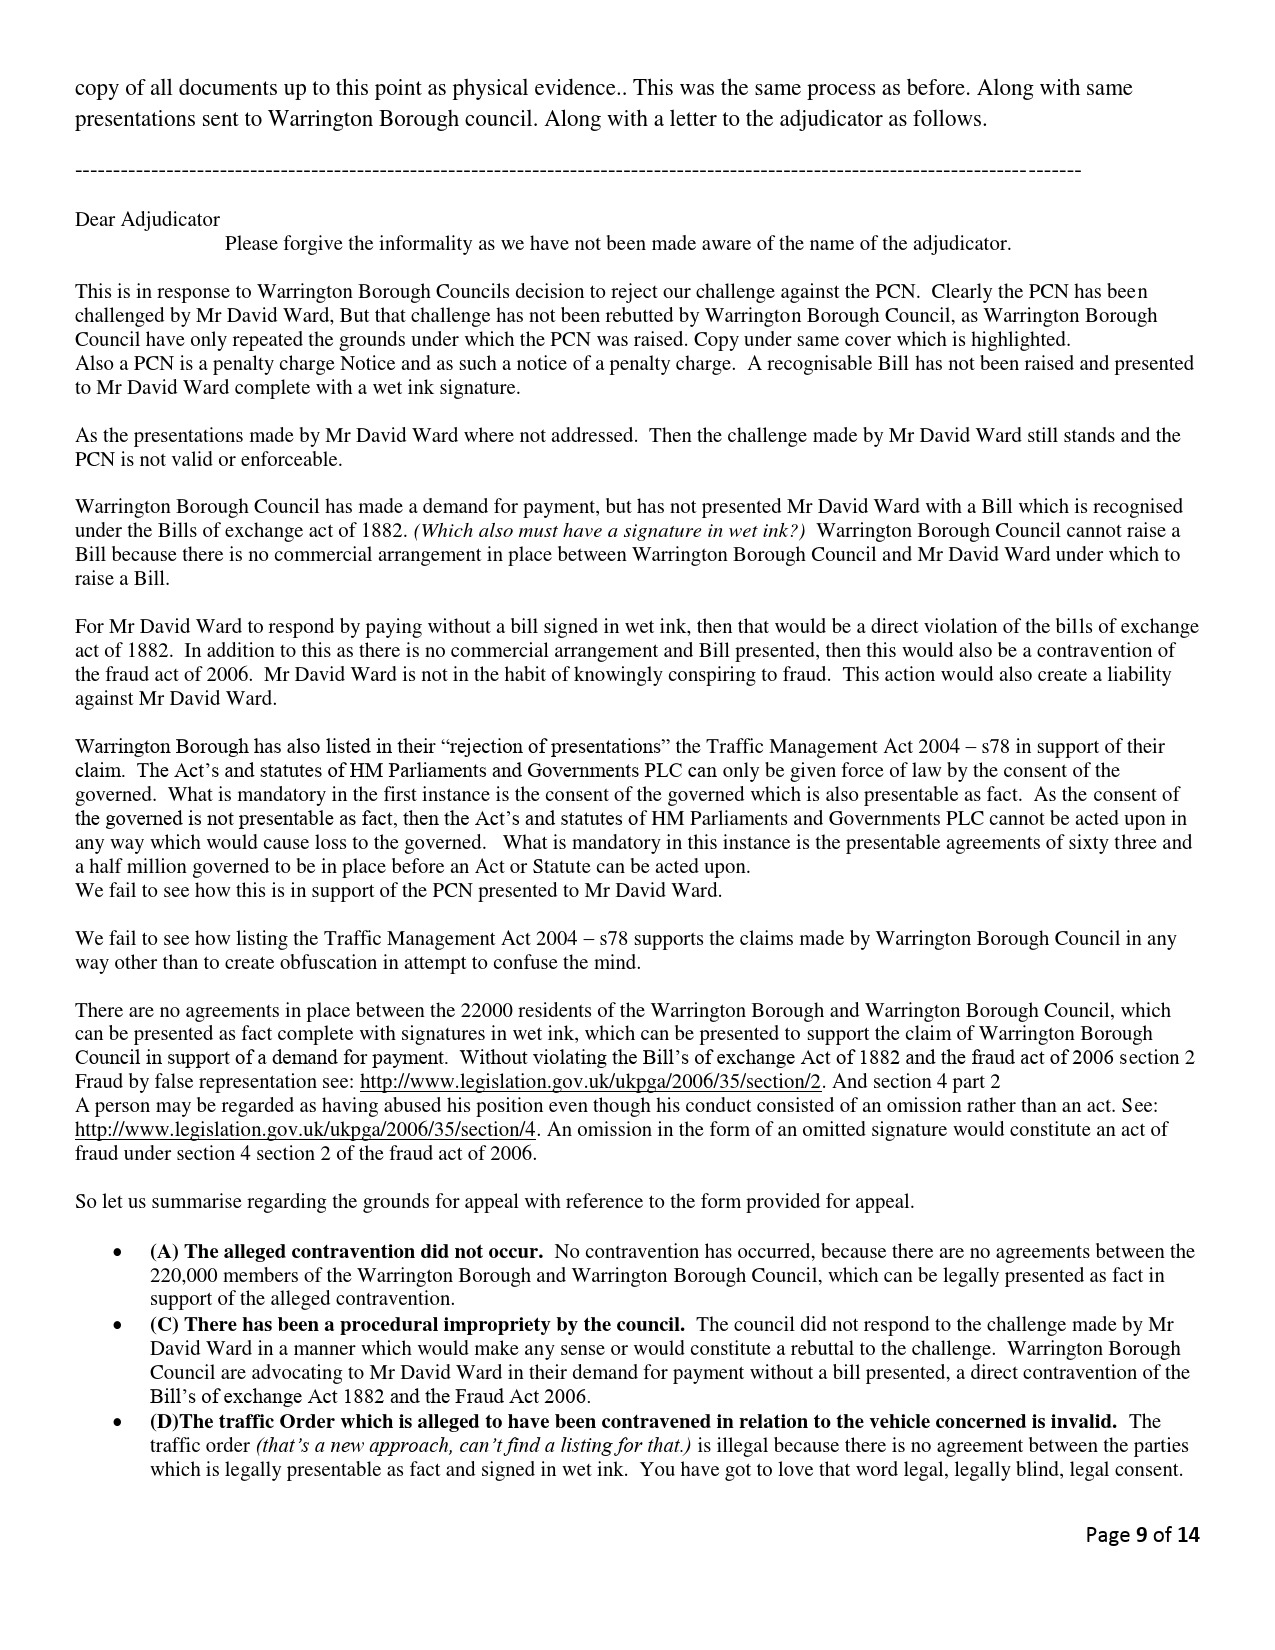 copy of all documents up to this point as physical evidence.. This was the same process as before. Along with same
presentations sent to Warrington Borough council. Along with a letter to the adjudicator as follows.
---------------------------------------------------------------------------------------------------------------------------------------
Dear Adjudicator
Please forgive the informality as we have not been made aware of the name of the adjudicator.
This is in response to Warrington Borough Councils decision to reject our challenge against the PCN.  Clearly the PCN has been
challenged by Mr David Ward, But that challenge has not been rebutted by Warrington Borough Council, as Warrington Borough
Council have only repeated the grounds under which the PCN was raised. Copy under same cover which is highlighted.
Also a PCN is a penalty charge Notice and as such a notice of a penalty charge.  A recognisable Bill has not been raised and presented
to Mr David Ward complete with a wet ink signature.
As the presentations made by Mr David Ward where not addressed.  Then the challenge made by Mr David Ward still stands and the
PCN is not valid or enforceable.
Warrington Borough Council has made a demand for payment, but has not presented Mr David Ward with a Bill which is recognised
under the Bills of exchange act of 1882. (Which also must have a signature in wet ink?)  Warrington Borough Council cannot raise a
Bill because there is no commercial arrangement in place between Warrington Borough Council and Mr David Ward under which to
raise a Bill.
For Mr David Ward to respond by paying without a bill signed in wet ink, then that would be a direct violation of the bills of exchange
act of 1882.  In addition to this as there is no commercial arrangement and Bill presented, then this would also be a contravention of
the fraud act of 2006.  Mr David Ward is not in the habit of knowingly conspiring to fraud.  This action would also create a liability
against Mr David Ward.
Warrington Borough has also listed in their “rejection of presentations” the Traffic Management Act 2004 – s78 in support of their
claim.  The Act’s and statutes of HM Parliaments and Governments PLC can only be given force of law by the consent of the
governed.  What is mandatory in the first instance is the consent of the governed which is also presentable as fact.  As the consent of
the governed is not presentable as fact, then the Act’s and statutes of HM Parliaments and Governments PLC cannot be acted upon in
any way which would cause loss to the governed.   What is mandatory in this instance is the presentable agreements of sixty three and
a half million governed to be in place before an Act or Statute can be acted upon.
We fail to see how this is in support of the PCN presented to Mr David Ward.
We fail to see how listing the Traffic Management Act 2004 – s78 supports the claims made by Warrington Borough Council in any
way other than to create obfuscation in attempt to confuse the mind.
There are no agreements in place between the 22000 residents of the Warrington Borough and Warrington Borough Council, which
can be presented as fact complete with signatures in wet ink, which can be presented to support the claim of Warrington Borough
Council in support of a demand for payment.  Without violating the Bill’s of exchange Act of 1882 and the fraud act of 2006 section 2
Fraud by false representation see: http://www.legislation.gov.uk/ukpga/2006/35/section/2. And section 4 part 2
A person may be regarded as having abused his position even though his conduct consisted of an omission rather than an act. See:
http://www.legislation.gov.uk/ukpga/2006/35/section/4. An omission in the form of an omitted signature would constitute an act of
fraud under section 4 section 2 of the fraud act of 2006.
So let us summarise regarding the grounds for appeal with reference to the form provided for appeal.
• (A) The alleged contravention did not occur.  No contravention has occurred, because there are no agreements between the
220,000 members of the Warrington Borough and Warrington Borough Council, which can be legally presented as fact in
support of the alleged contravention.
• (C) There has been a procedural impropriety by the council.  The council did not respond to the challenge made by Mr
David Ward in a manner which would make any sense or would constitute a rebuttal to the challenge.  Warrington Borough
Council are advocating to Mr David Ward in their demand for payment without a bill presented, a direct contravention of the
Bill’s of exchange Act 1882 and the Fraud Act 2006.
• (D)The traffic Order which is alleged to have been contravened in relation to the vehicle concerned is invalid.  The
traffic order (that’s a new approach, can’t find a listing for that.) is illegal because there is no agreement between the parties
which is legally presentable as fact and signed in wet ink.  You have got to love that word legal, legally blind, legal consent.
Page 9 of 14